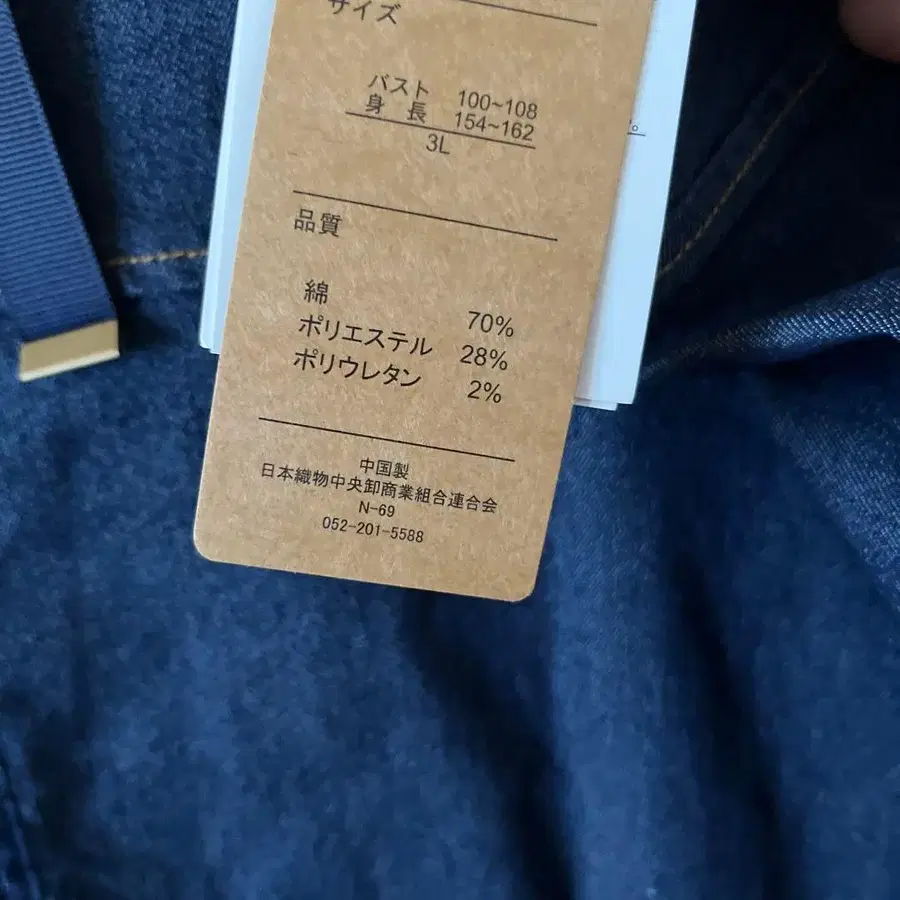 サイズ
バスト 100~108
身長 154~162
3L
品質
綿 70%
ポリエステル 28%
ポリウレタン 2%
中国製
日本織物中央卸商業組合連合会
N-69
052-201-5588
。